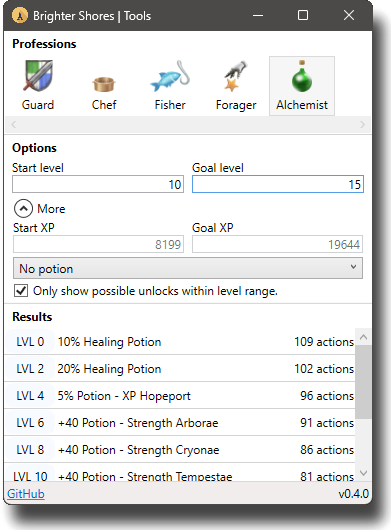 Brighter Shores | Tools
Professions
Guard Chef Fisher Forager Alchemist
Options
Start level Goal level
10 15
More
Start XP Goal XP
8199 19644
No potion
Only show possible unlocks within level range.
Results
LVL 0 10% Healing Potion 109 actions
LVL 2 20% Healing Potion 102 actions
LVL 4 5% Potion - XP Hopeport 96 actions
LVL 6 +40 Potion - Strength Arborae 91 actions
LVL 8 +40 Potion - Strength Cryonae 86 actions
LVL 10 +40 Potion - Strength Tempestae 81 actions
GitHub v0.4.0